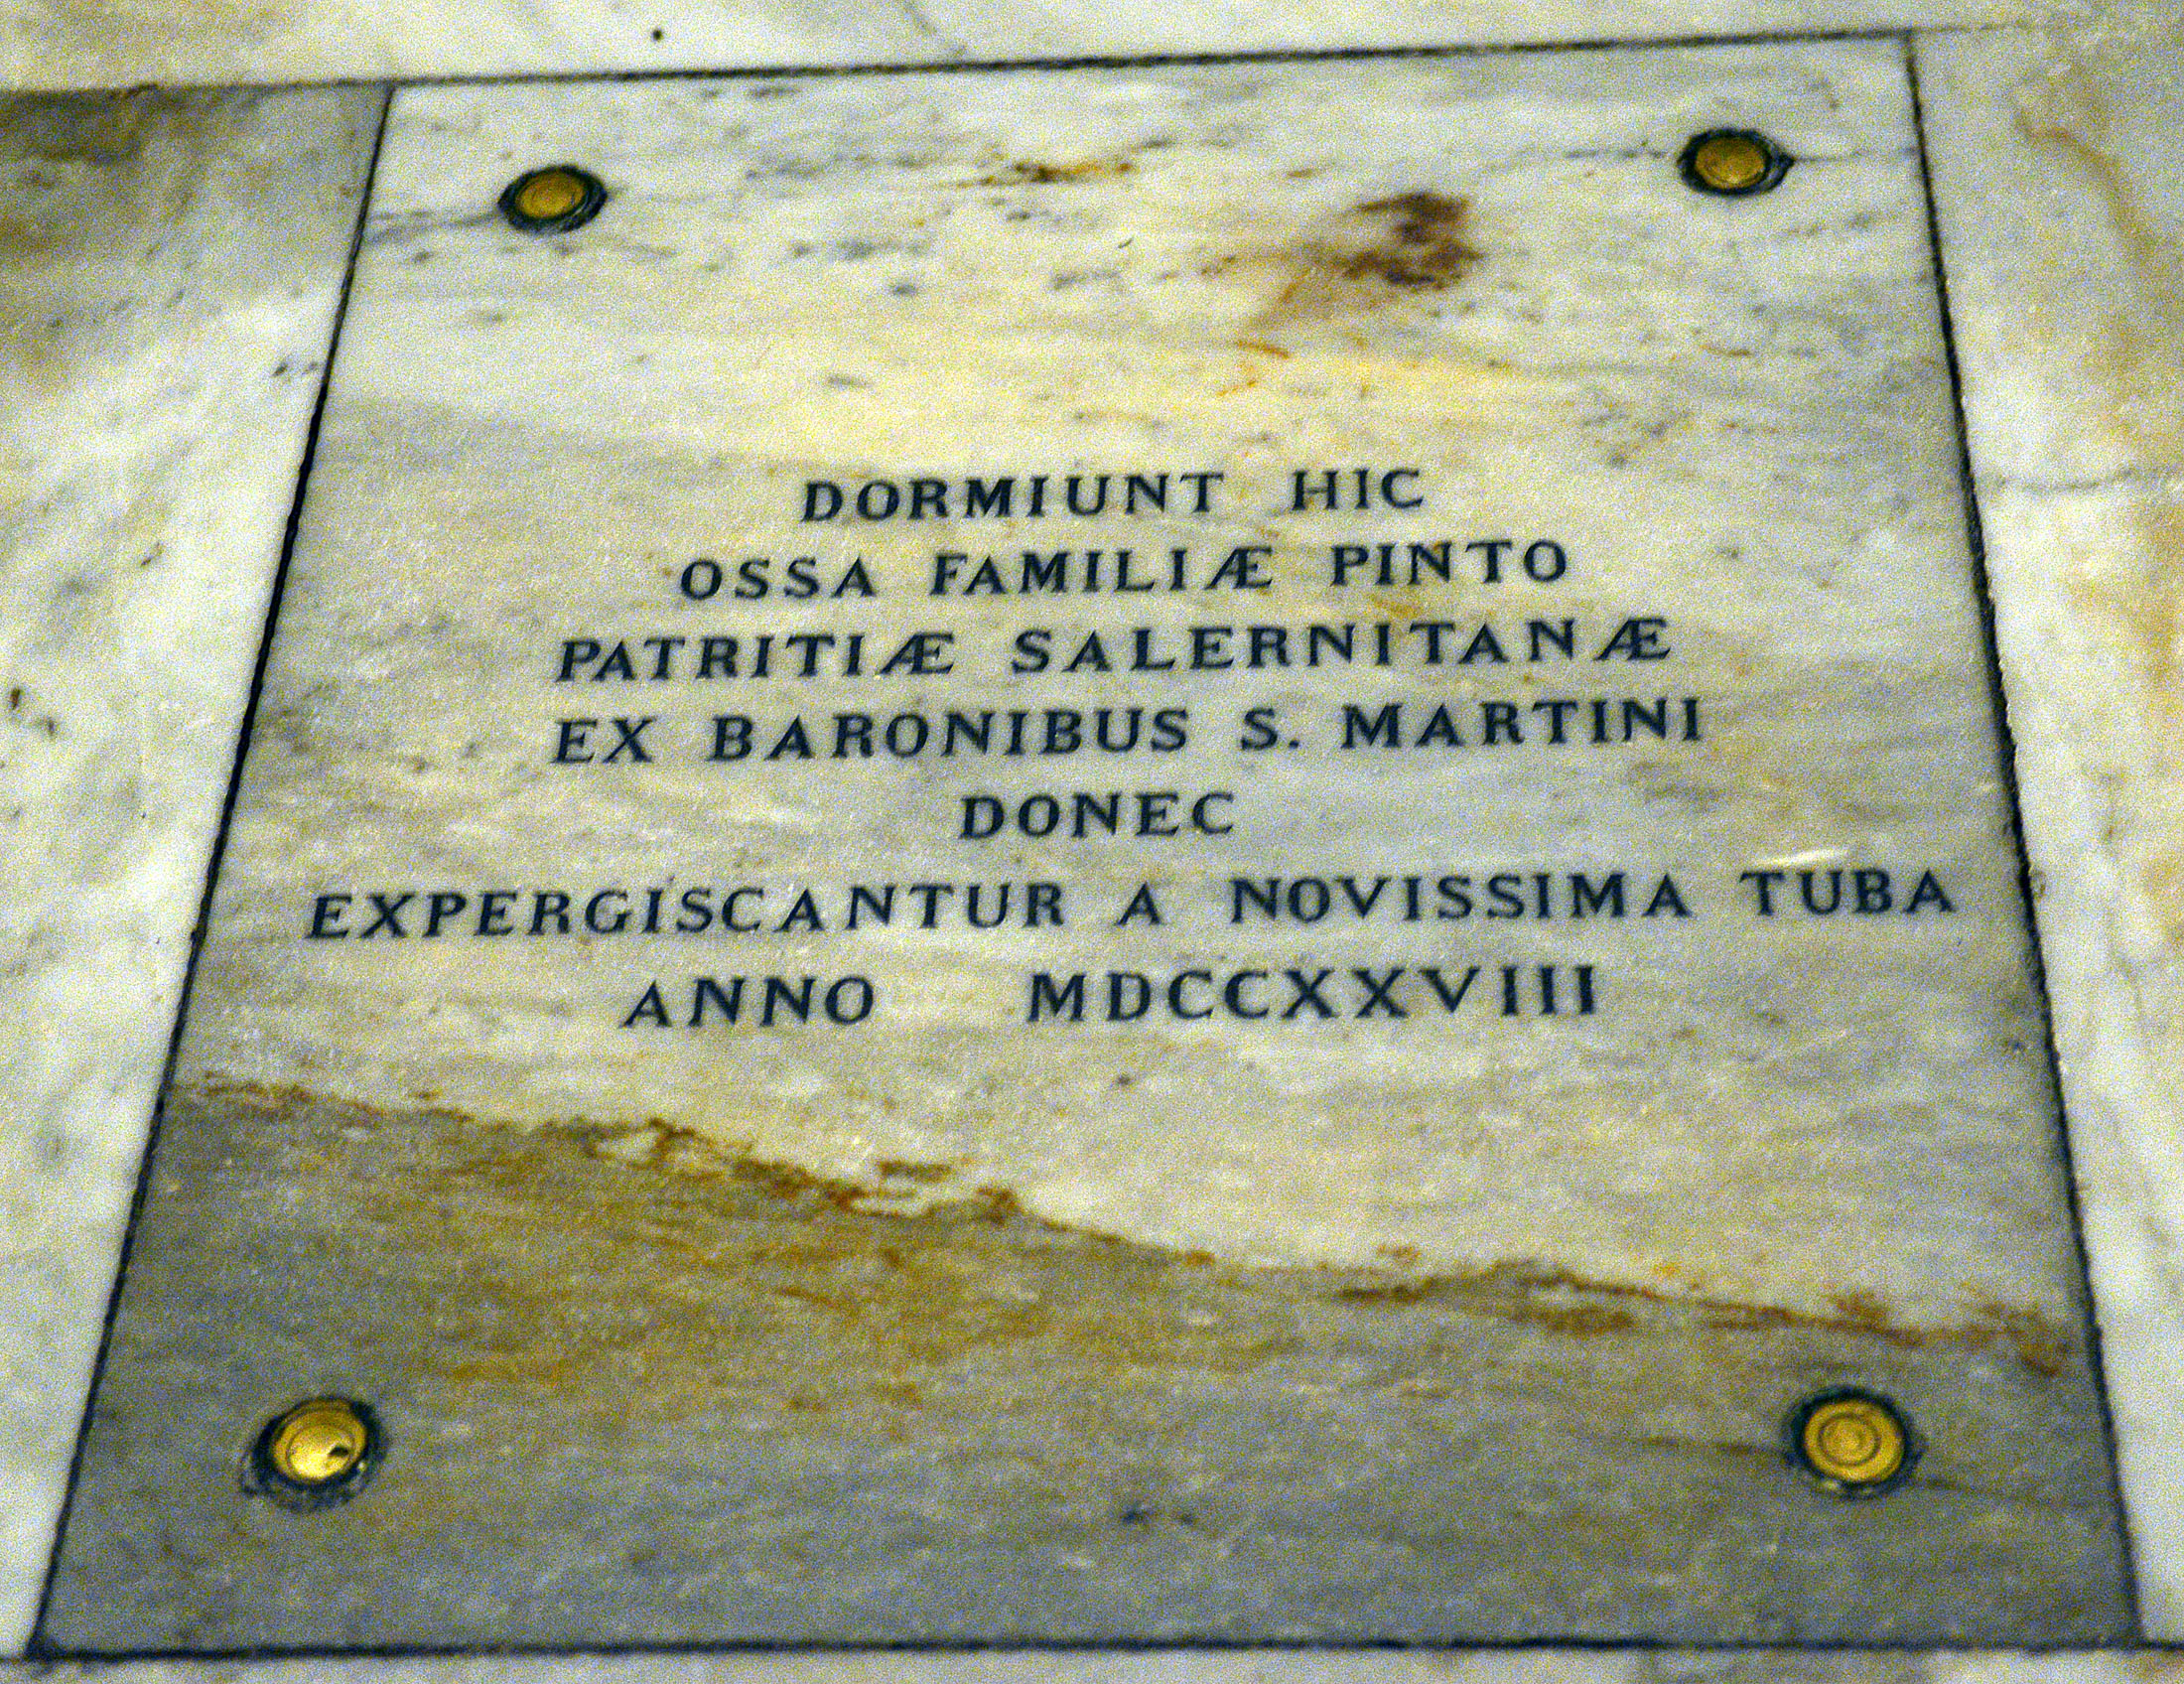 DORMIUNT HIC
OSSA FAMILIÆ PINTO
PATRITIÆ SALERNITANÆ
EX BARONIBUS S. MARTINI
DONEC
EXPERGISCANTUR A NOVISSIMA TUBA
ANNO MDCCXXVIII